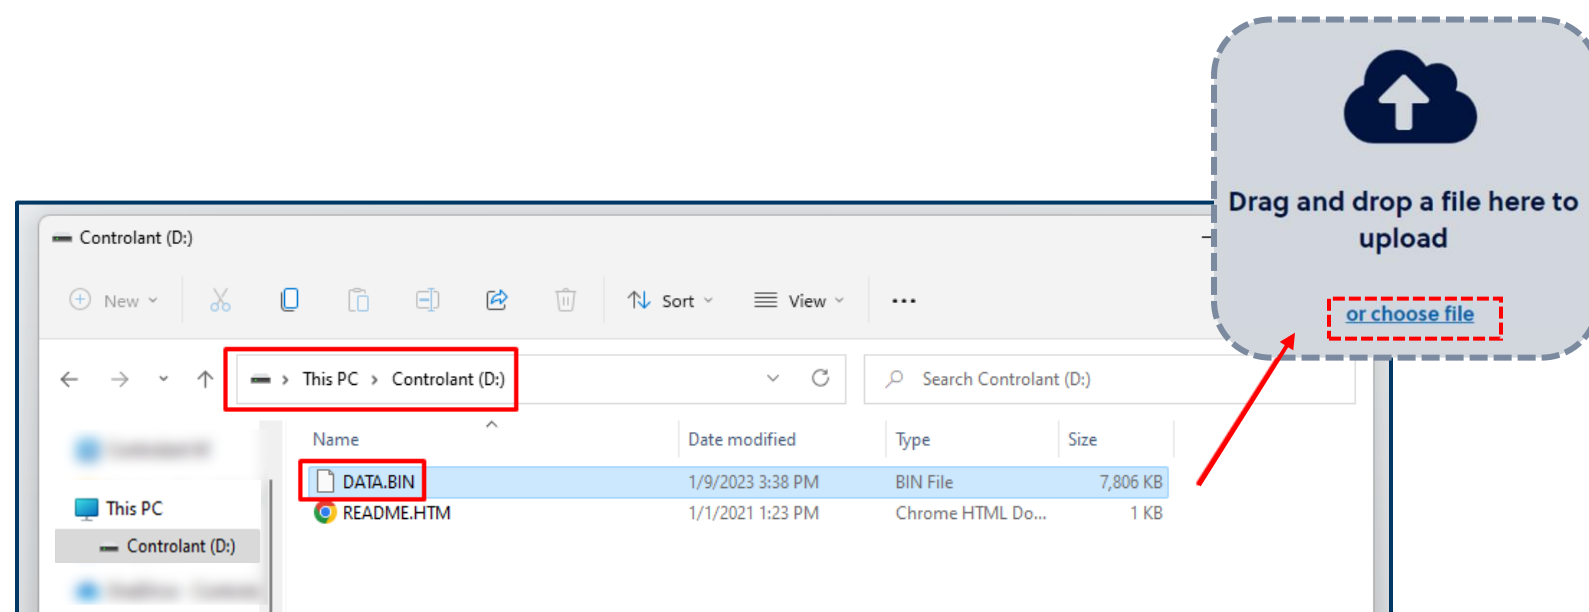 Drag and drop a file here to
upload
or choose file
Controlant (D:)
New
Sort
View
This PC > Controlant (D:)
Search Controlant (D:)
Name Date modified Type Size
DATA.BIN 1/9/2023 3:38 PM BIN File 7,806 KB
README.HTM 1/1/2021 1:23 PM Chrome HTML Do... 1 KB
This PC
Controlant (D:)